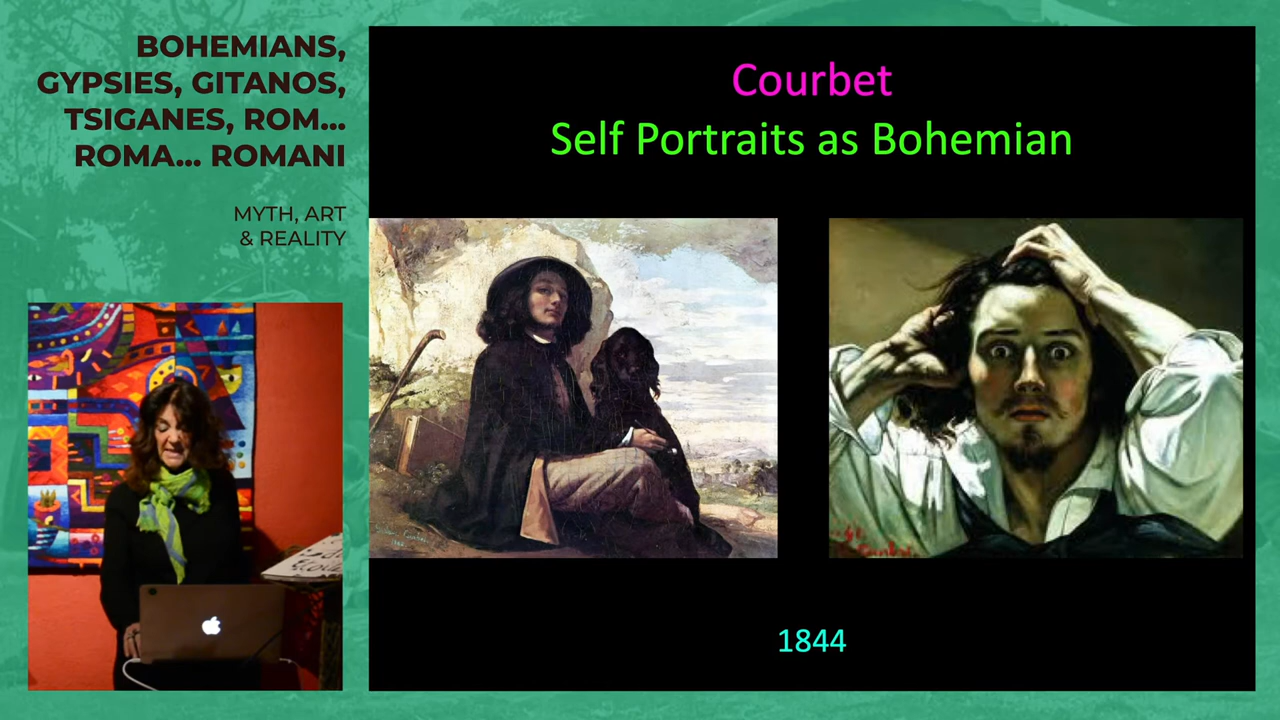 BOHEMIANS,
GYPSIES, GITANOS,
TSIGANES, ROM...
ROMA... ROMANI
MYTH, ART
& REALITY
Courbet
Self Portraits as Bohemian
1844